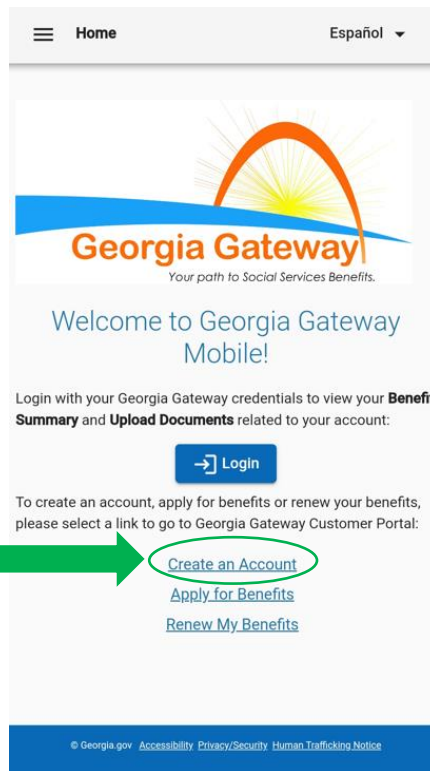 Home Español
Georgia Gateway
Your path to Social Services Benefits.
Welcome to Georgia Gateway
Mobile!
Login with your Georgia Gateway credentials to view your Benefi
Summary and Upload Documents related to your account:
Login
To create an account, apply for benefits or renew your benefits,
please select a link to go to Georgia Gateway Customer Portal:
Create an Account
Apply for Benefits
Renew My Benefits
© Georgia.gov Accessibility Privacy/Security Human Trafficking Notice